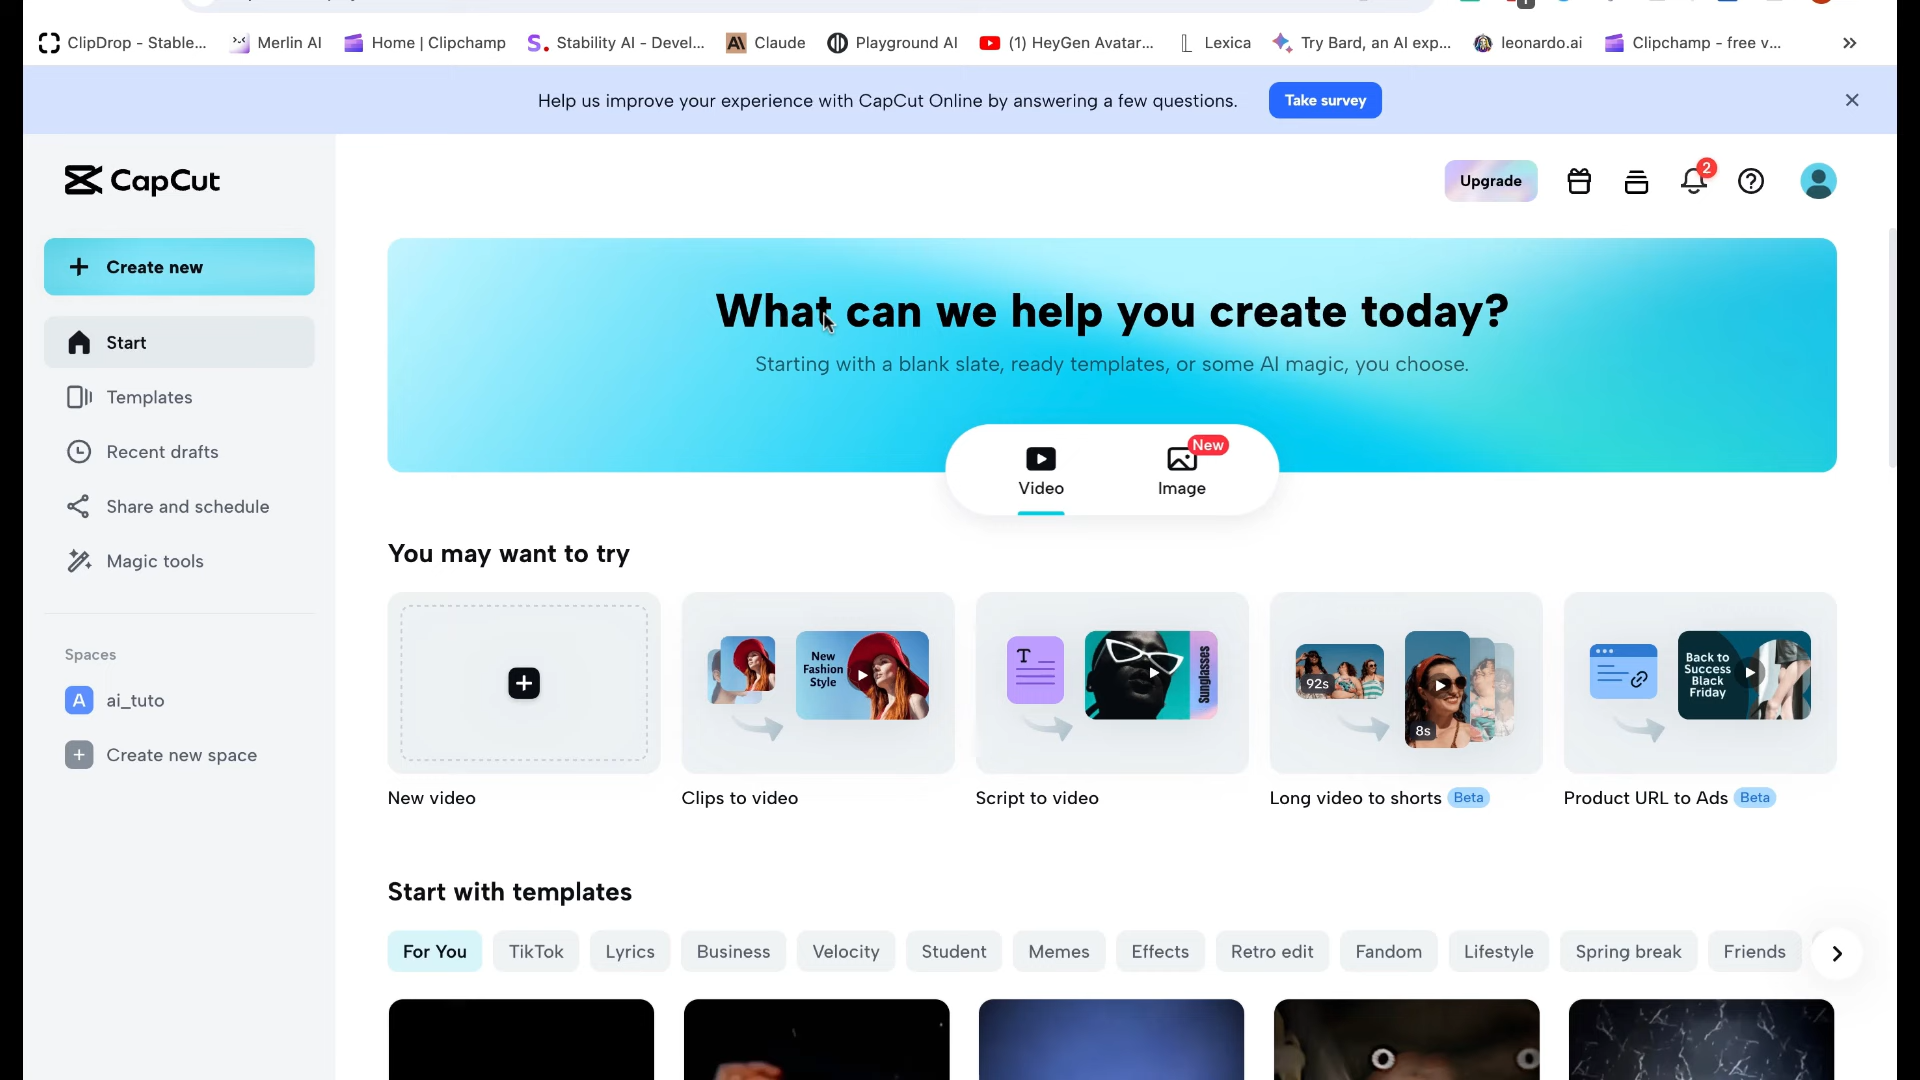 ClipDrop - Stable...
Merlin AI
Home | Clipchamp
Stability AI - Devel...
Claude
Playground AI
(1) HeyGen Avatar...
Lexica
Try Bard, an AI exp...
leonardo.ai
Clipchamp - free v...
Help us improve your experience with CapCut Online by answering a few questions.
Take survey
CapCut
Upgrade
2
Create new
Start
Templates
Recent drafts
Share and schedule
Magic tools
Spaces
A
ai_tuto
Create new space
What can we help you create today?
Starting with a blank slate, ready templates, or some AI magic, you choose.
Video
Image
New
You may want to try
New
Fashion
Style
T
Sunglasses
92s
8s
Back to
Success
Black
Friday
New video
Clips to video
Script to video
Long video to shorts Beta
Product URL to Ads Beta
Start with templates
For You
TikTok
Lyrics
Business
Velocity
Student
Memes
Effects
Retro edit
Fandom
Lifestyle
Spring break
Friends